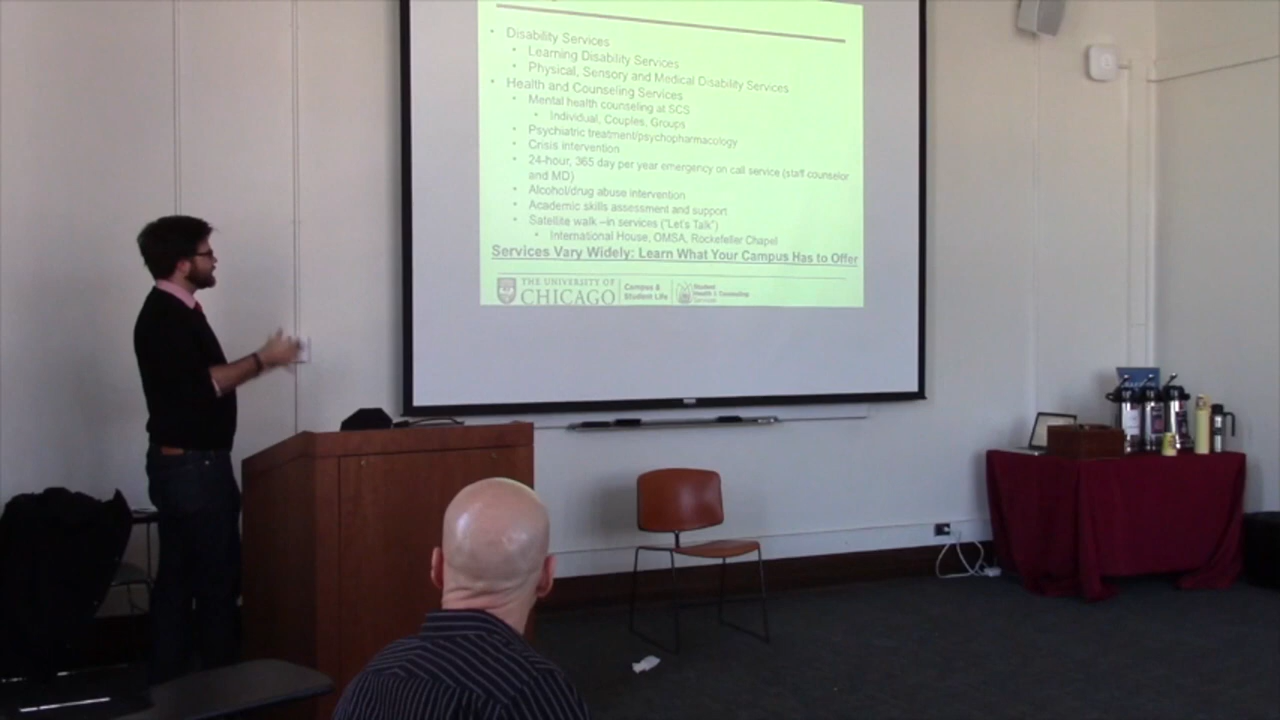 • Disability Services
• Learning Disability Services
• Physical, Sensory and Medical Disability Services
• Health and Counseling Services
• Mental health counseling at SCS
• Individual, Couples, Groups
• Psychiatric treatment/psychopharmacology
• Crisis intervention
• 24-hour, 365 day per year emergency on call service (staff counselor
and MD)
• Alcohol/drug abuse intervention
• Academic skills assessment and support
• Satellite walk –in services ("Let's Talk")
• International House, OMSA, Rockefeller Chapel
Services Vary Widely: Learn What Your Campus Has to Offer
THE UNIVERSITY OF
CHICAGO
Campus &
Student Life
Student
Health & Counseling
Services